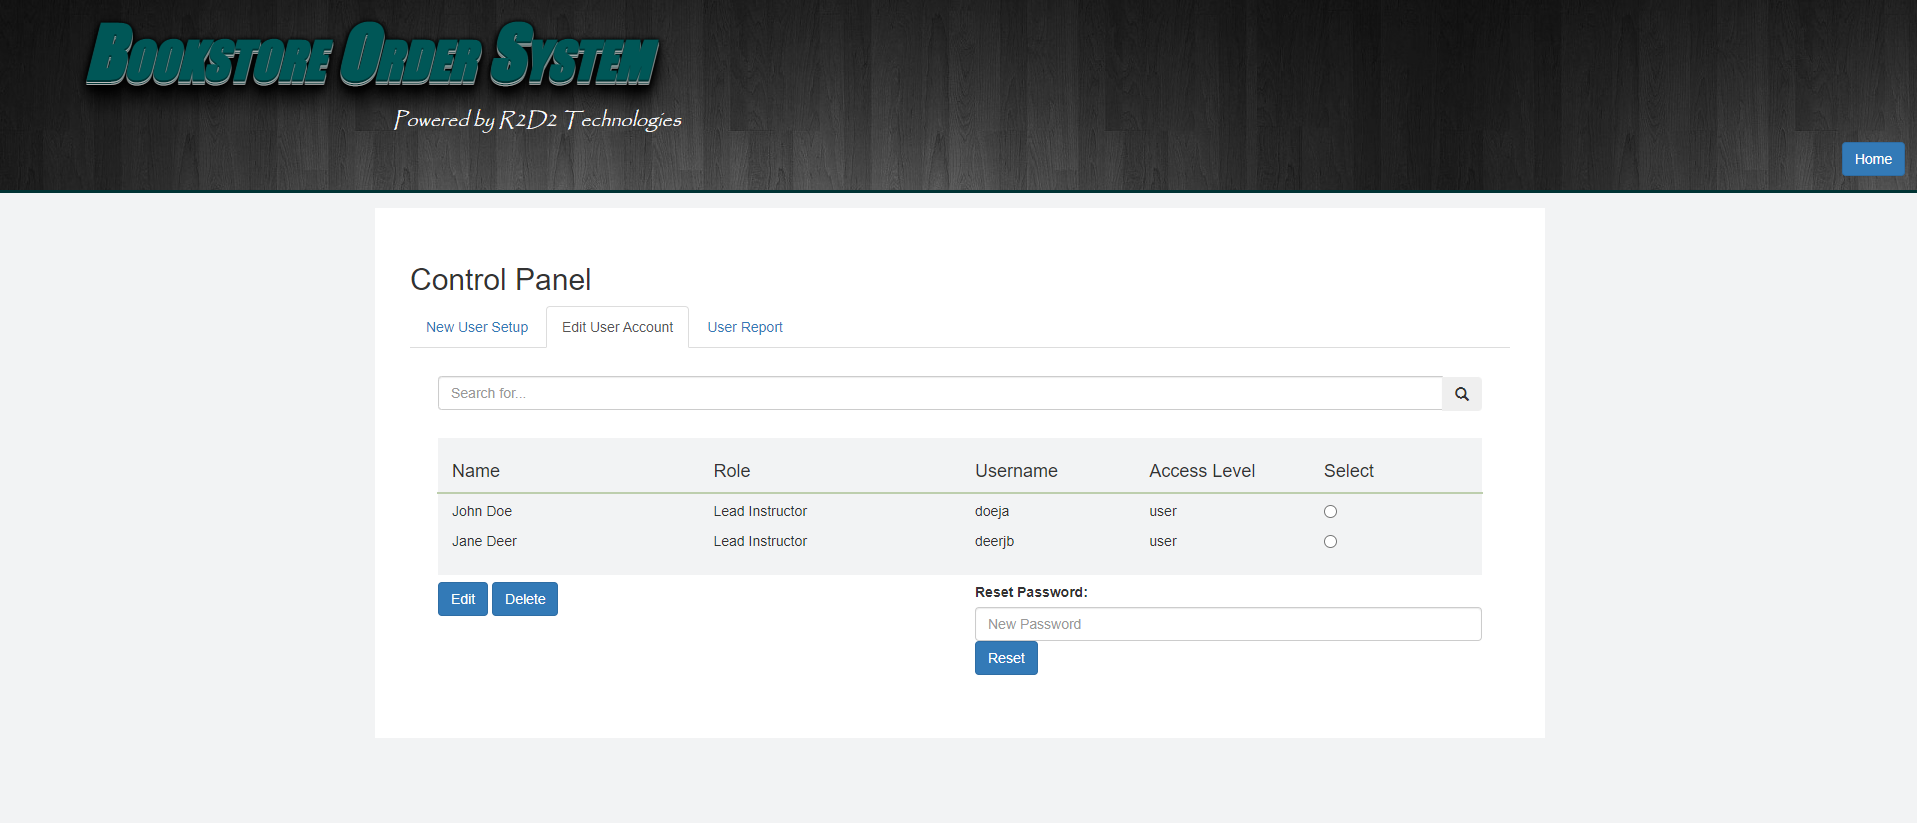 Bookstore Order System
Powered by R2D2 Technologies
Home
Control Panel
New User Setup Edit User Account User Report
Search for...
Name Role Username Access Level Select
John Doe Lead Instructor doeja user
Jane Deer Lead Instructor deerjb user
Edit Delete
Reset Password:
New Password
Reset